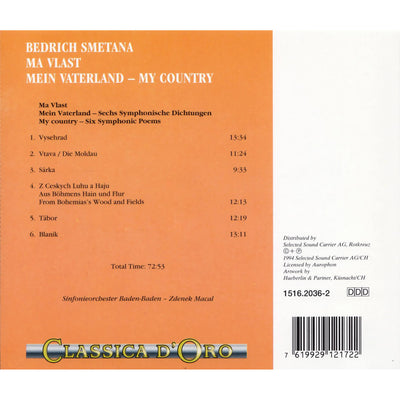 BEDRICH SMETANA
MA VLAST
MEIN VATERLAND – MY COUNTRY
Ma Vlast
Mein Vaterland – Sechs Symphonische Dichtungen
My country – Six Symphonic Poems
1. Vysehrad 13:34
2. Vrava / Die Moldau 11:24
3. Sárka 9:33
4. Z Ceskych Luhu a Haju
Aus Böhmens Hain und Flur
From Bohemias's Wood and Fields 12:13
5. Tábor 12:19
6. Blanik 13:11
Total Time: 72:53
Sinfonieorchester Baden-Baden – Zdenek Macal
CLASSICA D'ORO
Distributed by
Selected Sound Carrier AG, Rotkreuz
© + ℗
1994 Selected Sound Carrier AG/CH
Licensed by Aurophon
Artwork by
Haeberlin & Partner, Küsnacht/CH
1516.2036-2 DDD
7 619929 121722